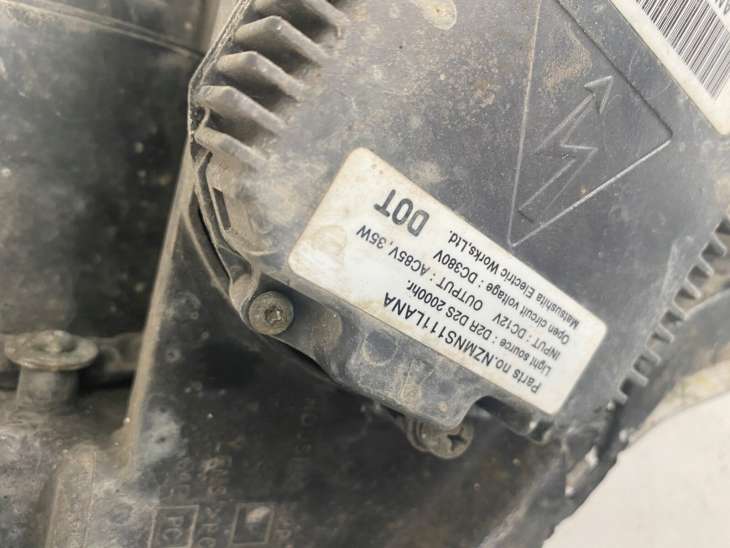 Parts no.NZMNS111LANA
Light source : D2R D2S 2000hr.
INPUT : DC12V OUTPUT : AC85V, 35W
Open circuit voltage : DC380V
Matsushita Electric Works,Ltd.
DOT